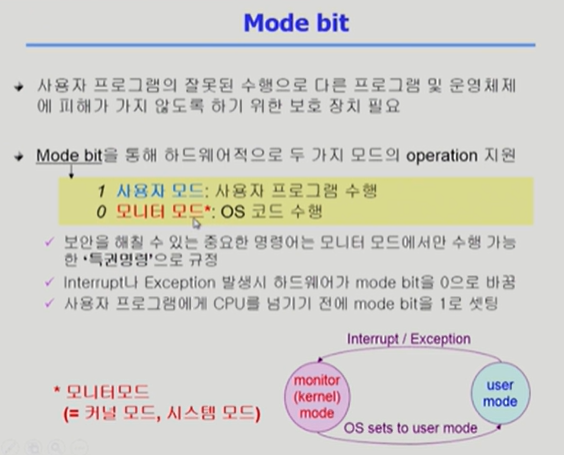 Mode bit
사용자 프로그램의 잘못된 수행으로 다른 프로그램 및 운영체제
에 피해가 가지 않도록 하기 위한 보호 장치 필요
Mode bit을 통해 하드웨어적으로 두 가지 모드의 operation 지원
1 사용자 모드: 사용자 프로그램 수행
0 모니터 모드*: OS 코드 수행
보안을 해칠 수 있는 중요한 명령어는 모니터 모드에서만 수행 가능
한 ‘특권명령’으로 규정
Interrupt나 Exception 발생시 하드웨어가 mode bit을 0으로 바꿈
사용자 프로그램에게 CPU를 넘기기 전에 mode bit을 1로 셋팅
Interrupt / Exception
monitor
(kernel)
mode
user
mode
OS sets to user mode
* 모니터모드
(= 커널 모드, 시스템 모드)